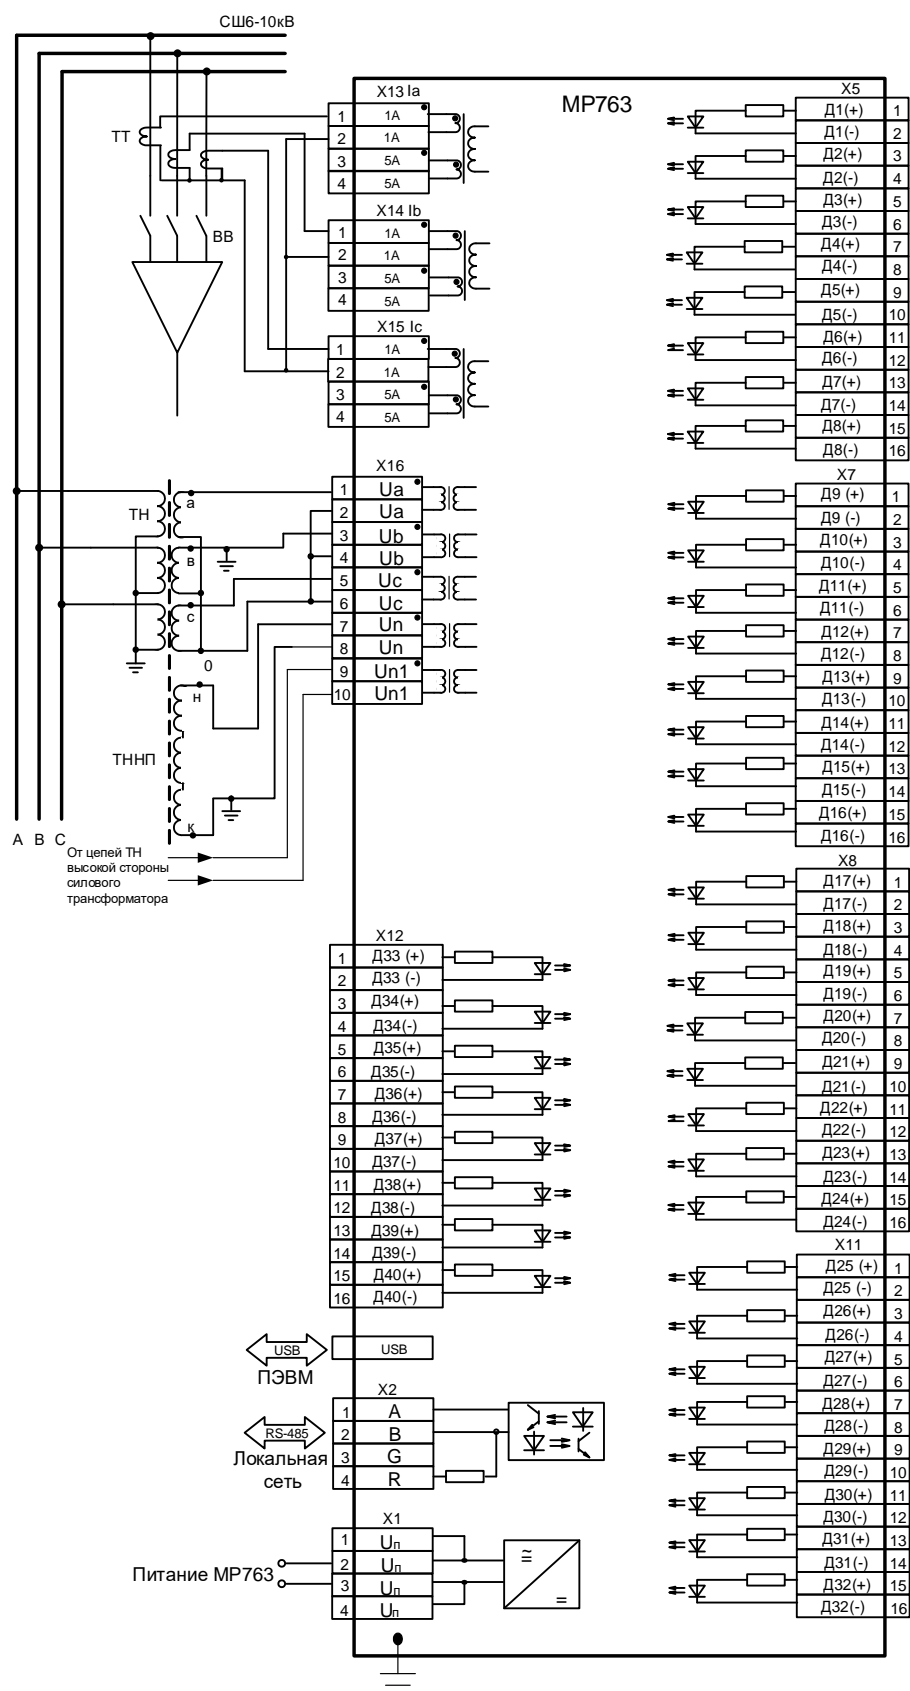 СШ6-10кВ
ТТ
ВВ
МР763
X13 Ia
1 1А
2 1А
3 5А
4 5А
X14 Ib
1 1А
2 1А
3 5А
4 5А
X15 Ic
1 1А
2 1А
3 5А
4 5А
X16
1 Ua
2 Ua
3 Ub
4 Ub
5 Uc
6 Uc
7 Un
8 Un
9 Un1
10 Un1
ТН
а
в
с
0
н
ТННП
к
А В С
От цепей ТН
высокой стороны
силового
трансформатора
X12
1 Д33 (+)
2 Д33 (-)
3 Д34(+)
4 Д34(-)
5 Д35(+)
6 Д35(-)
7 Д36(+)
8 Д36(-)
9 Д37(+)
10 Д37(-)
11 Д38(+)
12 Д38(-)
13 Д39(+)
14 Д39(-)
15 Д40(+)
16 Д40(-)
USB USB
ПЭВМ
X2
1 A
2 B
3 G
4 R
RS-485
Локальная
сеть
X1
1 Uп
2 Uп
3 Uп
4 Uп
Питание МР763
≅
=
X5
Д1(+) 1
Д1(-) 2
Д2(+) 3
Д2(-) 4
Д3(+) 5
Д3(-) 6
Д4(+) 7
Д4(-) 8
Д5(+) 9
Д5(-) 10
Д6(+) 11
Д6(-) 12
Д7(+) 13
Д7(-) 14
Д8(+) 15
Д8(-) 16
X7
Д9 (+) 1
Д9 (-) 2
Д10(+) 3
Д10(-) 4
Д11(+) 5
Д11(-) 6
Д12(+) 7
Д12(-) 8
Д13(+) 9
Д13(-) 10
Д14(+) 11
Д14(-) 12
Д15(+) 13
Д15(-) 14
Д16(+) 15
Д16(-) 16
X8
Д17(+) 1
Д17(-) 2
Д18(+) 3
Д18(-) 4
Д19(+) 5
Д19(-) 6
Д20(+) 7
Д20(-) 8
Д21(+) 9
Д21(-) 10
Д22(+) 11
Д22(-) 12
Д23(+) 13
Д23(-) 14
Д24(+) 15
Д24(-) 16
X11
Д25 (+) 1
Д25 (-) 2
Д26(+) 3
Д26(-) 4
Д27(+) 5
Д27(-) 6
Д28(+) 7
Д28(-) 8
Д29(+) 9
Д29(-) 10
Д30(+) 11
Д30(-) 12
Д31(+) 13
Д31(-) 14
Д32(+) 15
Д32(-) 16